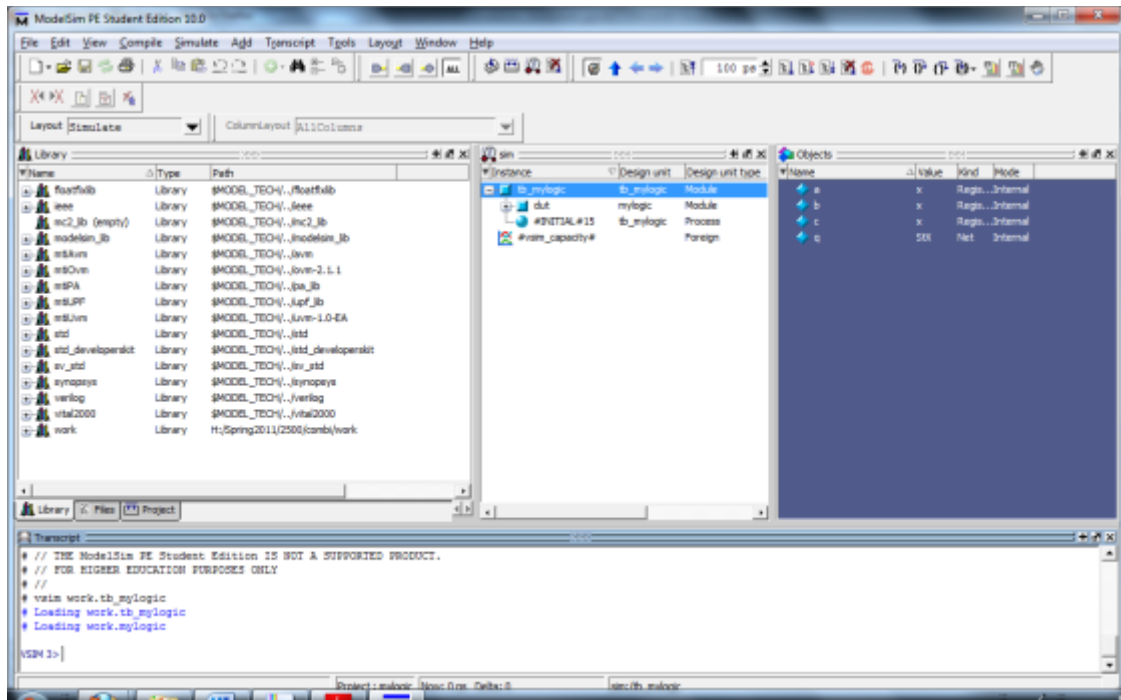 ModelSim PE Student Edition 10.0
File Edit View Compile Simulate Add Transcript Tools Layout Window Help
100 ps
Layout Simulate ColumnLayout AllColumns
Library
Name Type Path
floatfixlib Library $MODEL_TECH/../floatfixlib
ieee Library $MODEL_TECH/../ieee
mc2_lib (empty) Library $MODEL_TECH/../mc2_lib
modelsim_lib Library $MODEL_TECH/../modelsim_lib
mtiAvm Library $MODEL_TECH/../avm
mtiOvm Library $MODEL_TECH/../ovm-2.1.1
mtiPA Library $MODEL_TECH/../pa_lib
mtiUPF Library $MODEL_TECH/../upf_lib
mtiUvm Library $MODEL_TECH/../uvm-1.0-EA
std Library $MODEL_TECH/../std
std_developerskit Library $MODEL_TECH/../std_developerskit
sv_std Library $MODEL_TECH/../sv_std
synopsys Library $MODEL_TECH/../synopsys
verilog Library $MODEL_TECH/../verilog
vital2000 Library $MODEL_TECH/../vital2000
work Library H:/Spring2011/2500/combi/work
Library Files Project
sim
Instance Design unit Design unit type
tb_mylogic tb_mylogic Module
dut mylogic Module
#INITIAL#15 tb_mylogic Process
#vsim_capacity# Foreign
Objects
Name Value Kind Mode
a x Regis... Internal
b x Regis... Internal
c x Regis... Internal
q StX Net Internal
Transcript
# // THE ModelSim PE Student Edition IS NOT A SUPPORTED PRODUCT.
# // FOR HIGHER EDUCATION PURPOSES ONLY
# //
# vsim work.tb_mylogic
# Loading work.tb_mylogic
# Loading work.mylogic
VSIM 2>
Project : mylogic Now: 0 ns Delta: 0 sim:/tb_mylogic